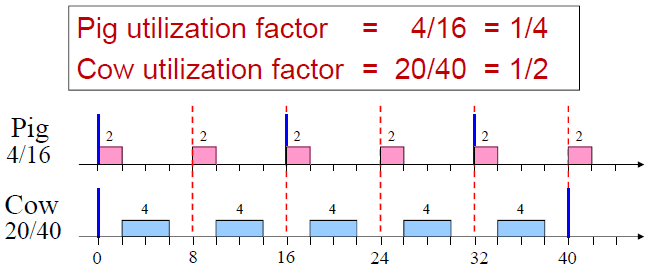 Pig utilization factor = 4/16 = 1/4
Cow utilization factor = 20/40 = 1/2
Pig
4/16
2 2 2 2 2 2
Cow
20/40
4 4 4 4 4
0 8 16 24 32 40